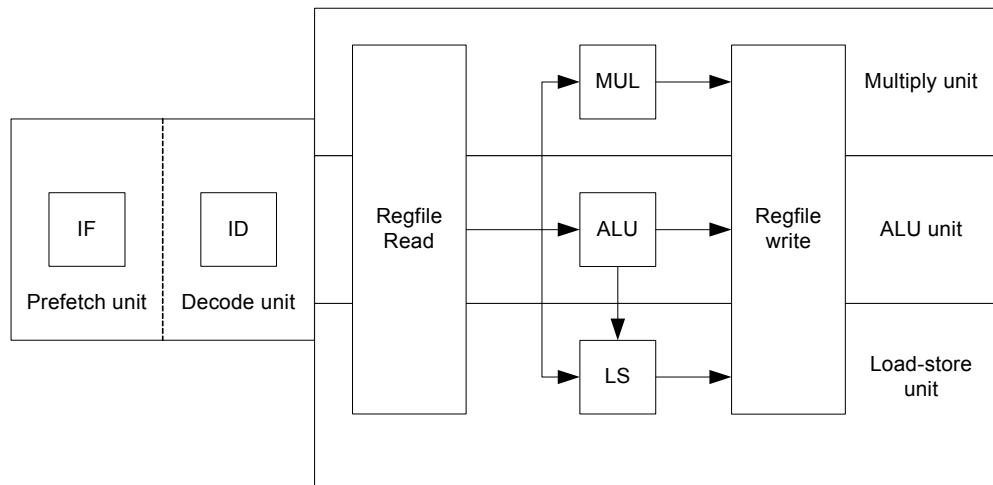 MUL
Multiply unit
IF
ID
Regfile
Read
ALU
Regfile
write
ALU unit
Prefetch unit
Decode unit
LS
Load-store
unit